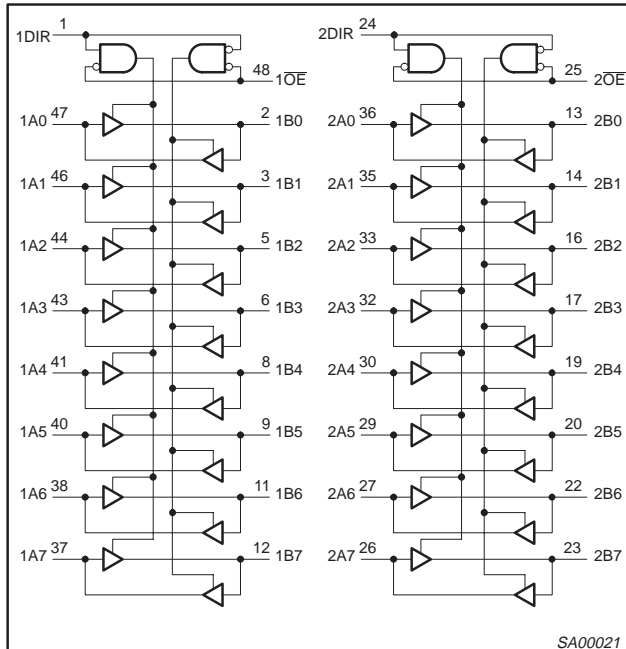 1DIR 1
2DIR 24
48 1OE
25 2OE
1A0 47 2 1B0
2A0 36 13 2B0
1A1 46 3 1B1
2A1 35 14 2B1
1A2 44 5 1B2
2A2 33 16 2B2
1A3 43 6 1B3
2A3 32 17 2B3
1A4 41 8 1B4
2A4 30 19 2B4
1A5 40 9 1B5
2A5 29 20 2B5
1A6 38 11 1B6
2A6 27 22 2B6
1A7 37 12 1B7
2A7 26 23 2B7
SA00021